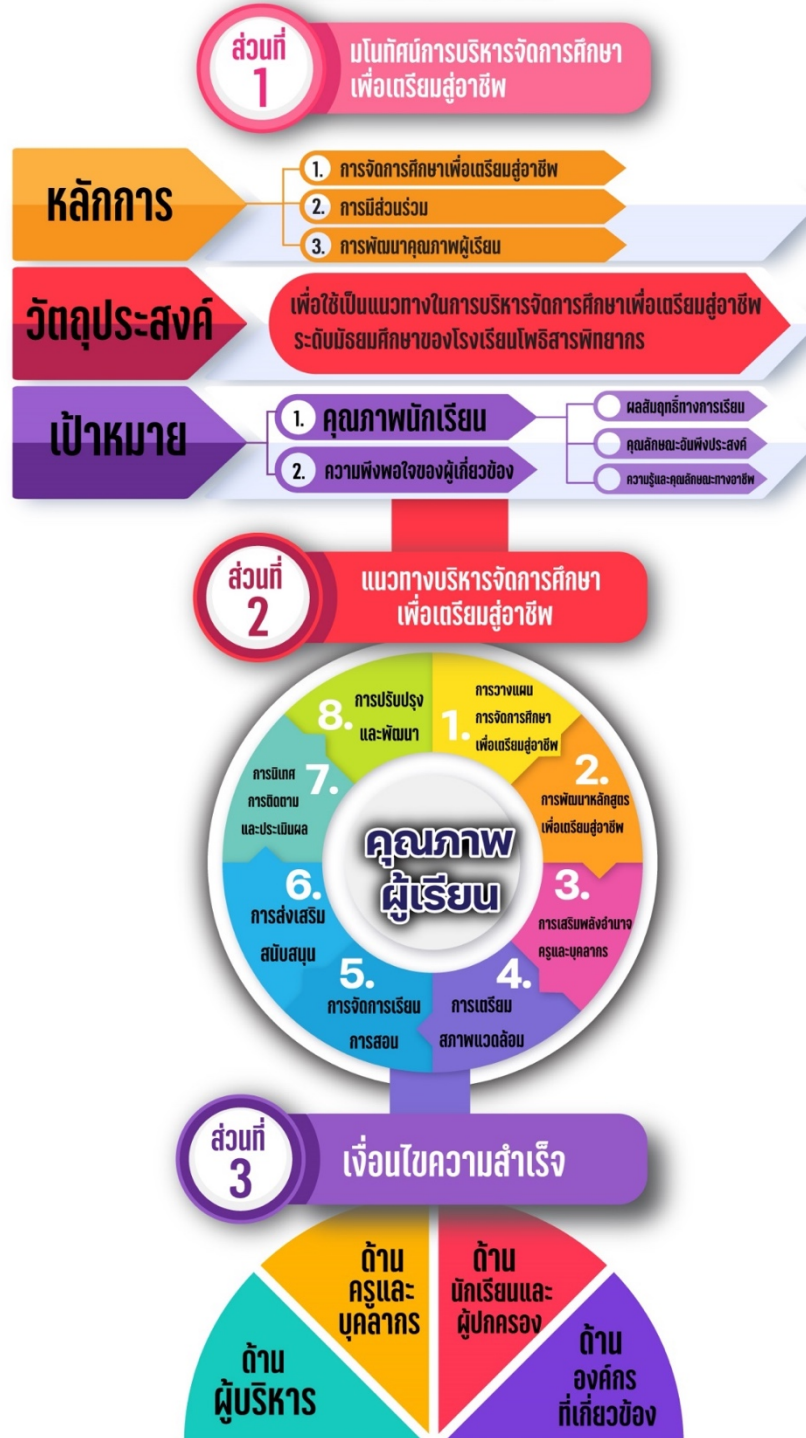 ส่วนที่
1
มโนทัศน์การบริหารจัดการศึกษา
เพื่อเตรียมสู่อาชีพ
หลักการ
1. การจัดการศึกษาเพื่อเตรียมสู่อาชีพ
2. การมีส่วนร่วม
3. การพัฒนาคุณภาพผู้เรียน
วัตถุประสงค์
เพื่อใช้เป็นแนวทางในการบริหารจัดการศึกษาเพื่อเตรียมสู่อาชีพ
ระดับมัธยมศึกษาของโรงเรียนโพธิสารพิทยากร
เป้าหมาย
1. คุณภาพนักเรียน
2. ความพึงพอใจของผู้เกี่ยวข้อง
ผลสัมฤทธิ์ทางการเรียน
คุณลักษณะอันพึงประสงค์
ความรู้และคุณลักษณะทางอาชีพ
ส่วนที่
2
แนวทางบริหารจัดการศึกษา
เพื่อเตรียมสู่อาชีพ
1.
การวางแผน
การจัดการศึกษา
เพื่อเตรียมสู่อาชีพ
2.
การพัฒนาหลักสูตร
เพื่อเตรียมสู่อาชีพ
3.
การเสริมพลังอำนาจ
ครูและบุคลากร
4.
การเตรียม
สภาพแวดล้อม
5.
การจัดการเรียน
การสอน
6.
การส่งเสริม
สนับสนุน
7.
การนิเทศ
การติดตาม
และประเมินผล
8.
การปรับปรุง
และพัฒนา
คุณภาพ
ผู้เรียน
ส่วนที่
3
เงื่อนไขความสำเร็จ
ด้าน
ผู้บริหาร
ด้าน
ครูและ
บุคลากร
ด้าน
นักเรียนและ
ผู้ปกครอง
ด้าน
องค์กร
ที่เกี่ยวข้อง